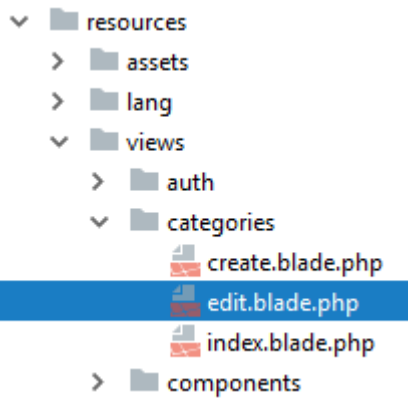 resources
assets
lang
views
auth
categories
create.blade.php
edit.blade.php
index.blade.php
components